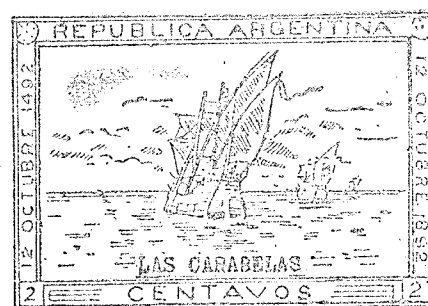 REPUBLICA ARGENTINA
12 OCTUBRE 1492
12 OCTUBRE 1892
LAS CARABELAS
2 CENTAVOS 2